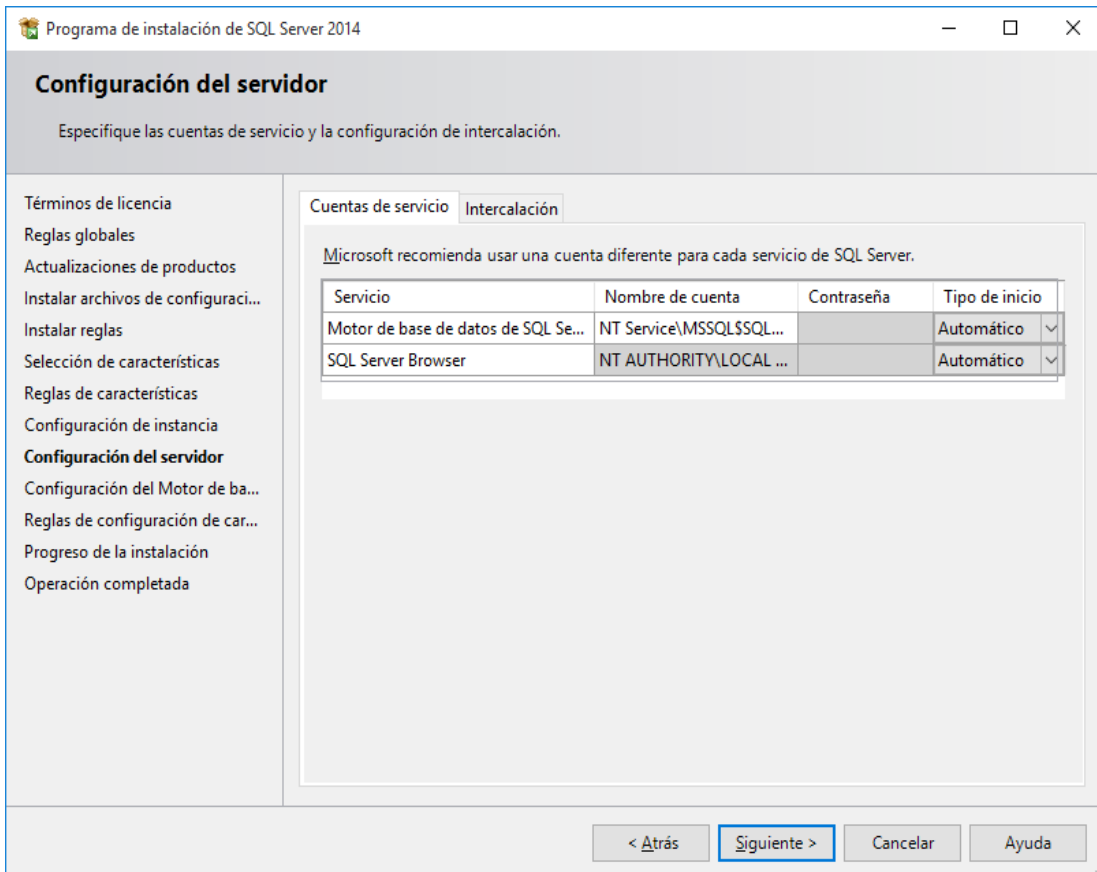 Programa de instalación de SQL Server 2014
Configuración del servidor
Especifique las cuentas de servicio y la configuración de intercalación.
Términos de licencia
Reglas globales
Actualizaciones de productos
Instalar archivos de configuraci...
Instalar reglas
Selección de características
Reglas de características
Configuración de instancia
Configuración del servidor
Configuración del Motor de ba...
Reglas de configuración de car...
Progreso de la instalación
Operación completada
Cuentas de servicio Intercalación
Microsoft recomienda usar una cuenta diferente para cada servicio de SQL Server.
Servicio Nombre de cuenta Contraseña Tipo de inicio
Motor de base de datos de SQL Se... NT Service\MSSQL$SQL... Automático
SQL Server Browser NT AUTHORITY\LOCAL ... Automático
< Atrás Siguiente > Cancelar Ayuda